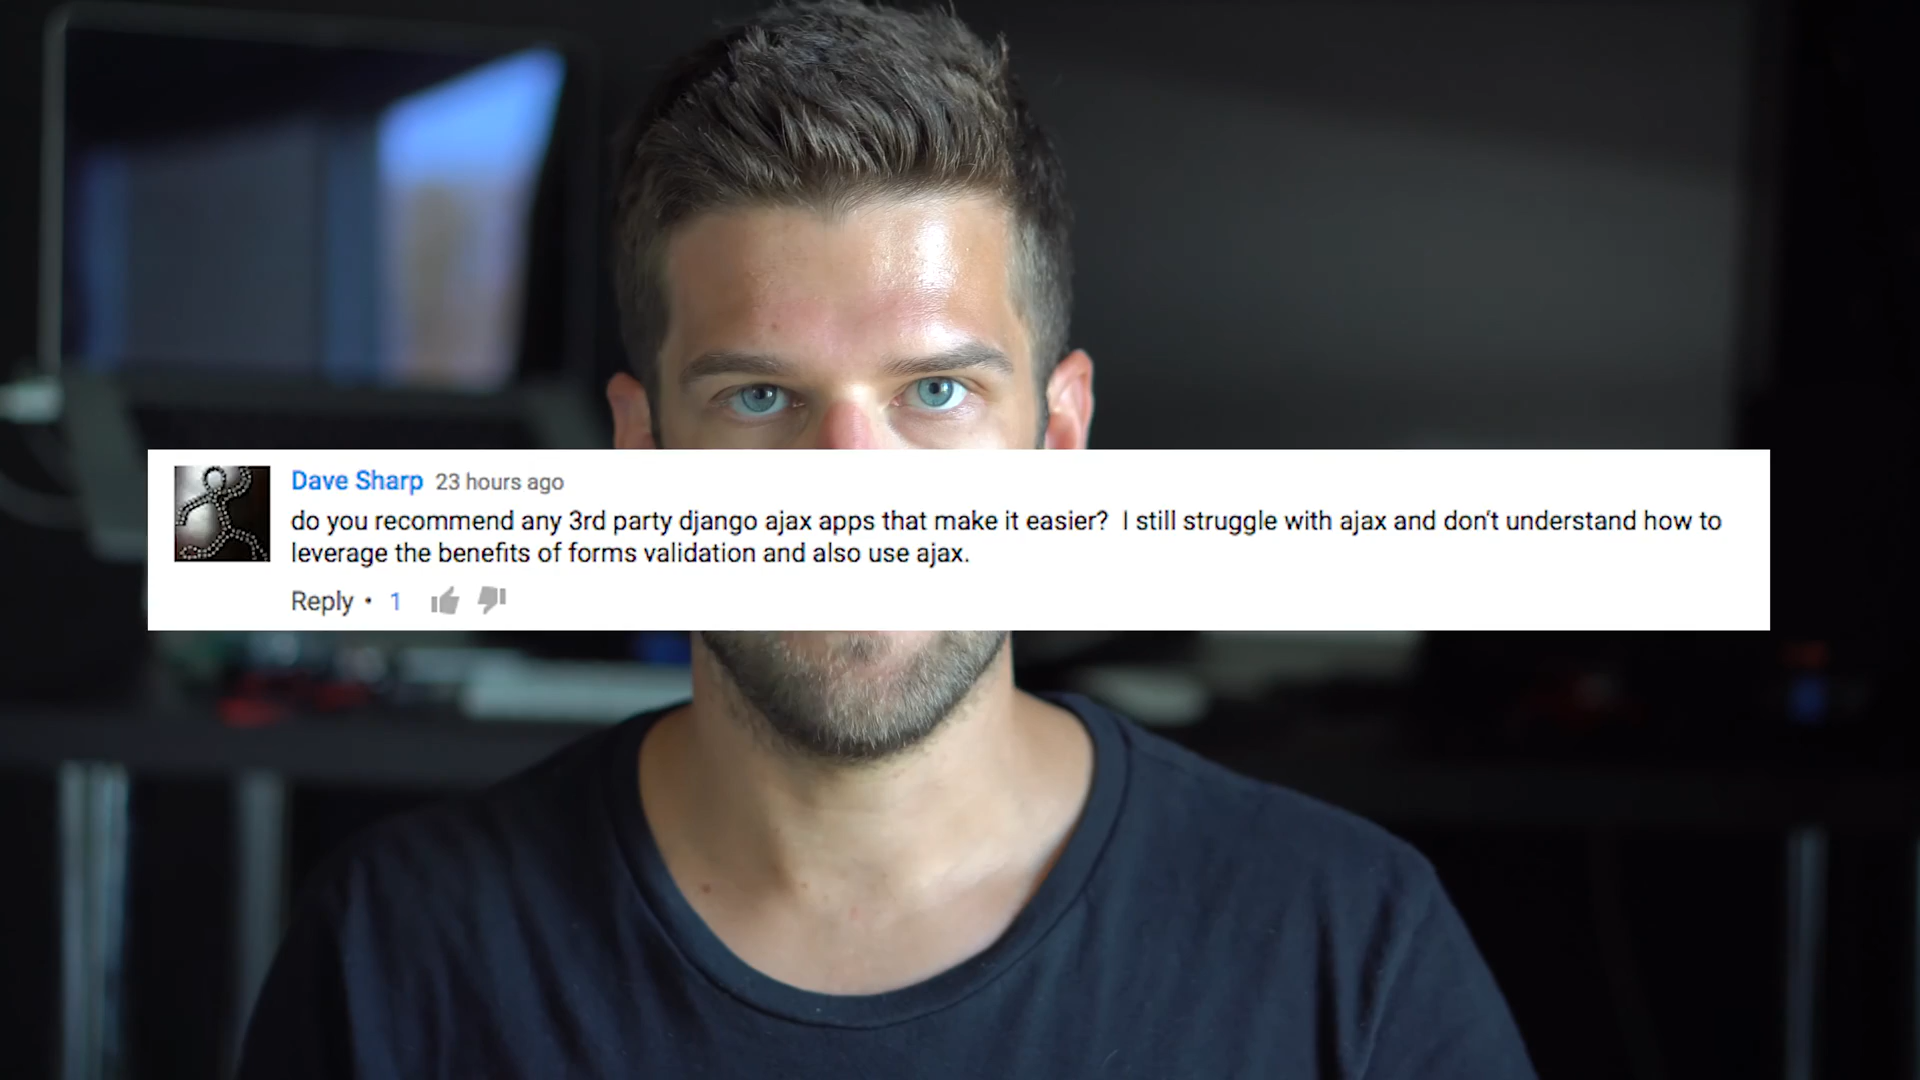 Dave Sharp 23 hours ago
do you recommend any 3rd party django ajax apps that make it easier?  I still struggle with ajax and don't understand how to
leverage the benefits of forms validation and also use ajax.
Reply • 1